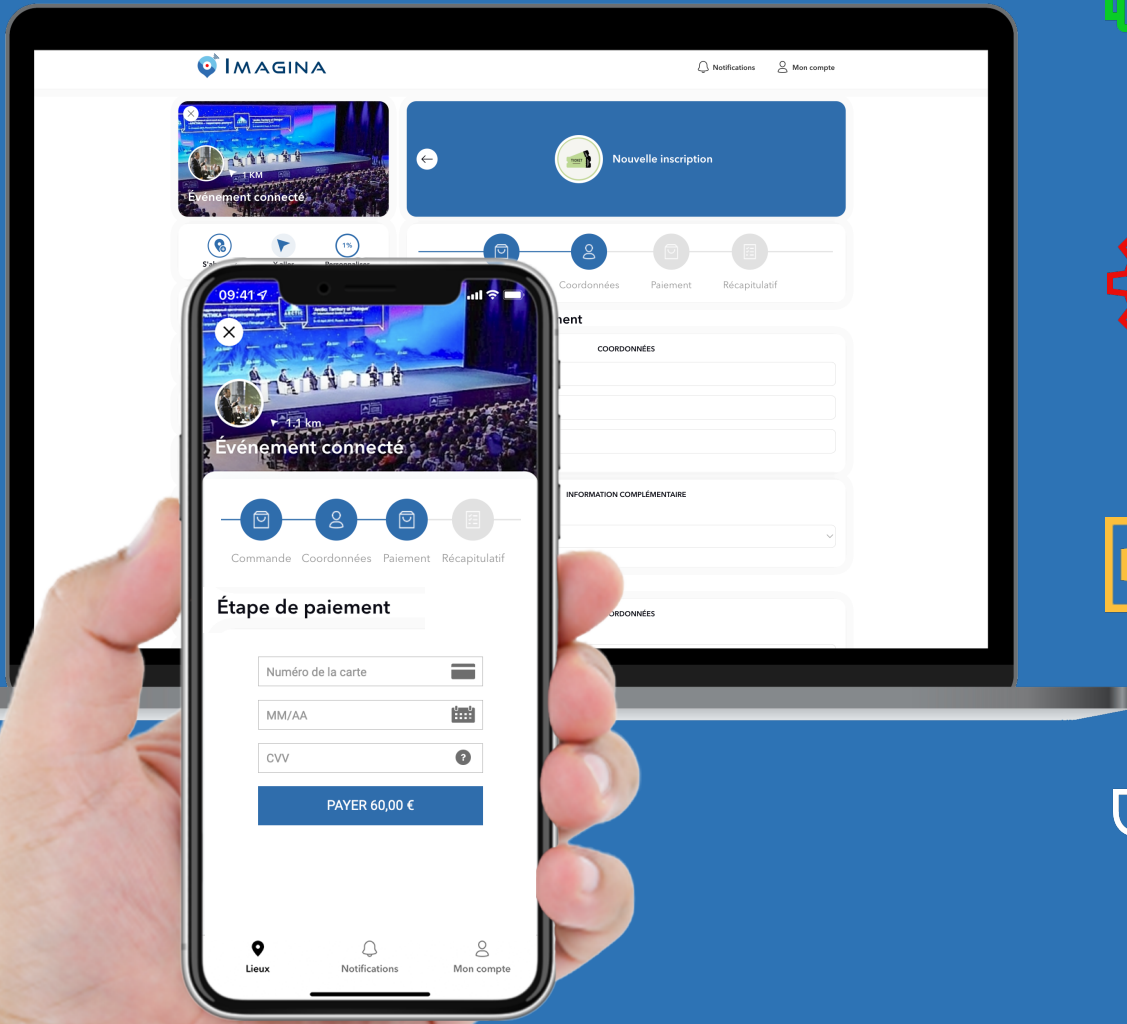 IMAGINA
Notifications
Mon compte
1 KM
Événement connecté
TICKET
Nouvelle inscription
1%
Coordonnées
Paiement
Récapitulatif
COORDONNÉES
INFORMATION COMPLÉMENTAIRE
09:41
1.1 km
Événement connecté
Commande
Coordonnées
Paiement
Récapitulatif
Étape de paiement
Numéro de la carte
MM/AA
CVV
?
PAYER 60,00 €
Lieux
Notifications
Mon compte